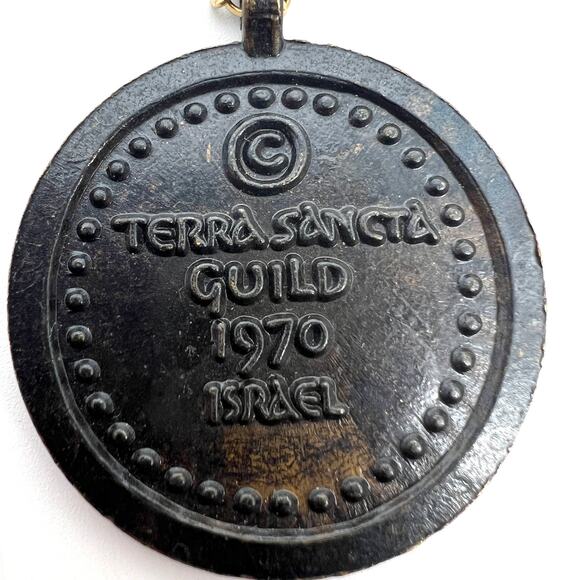 ©
TERRA SANCTA
GUILD
1970
ISRAEL